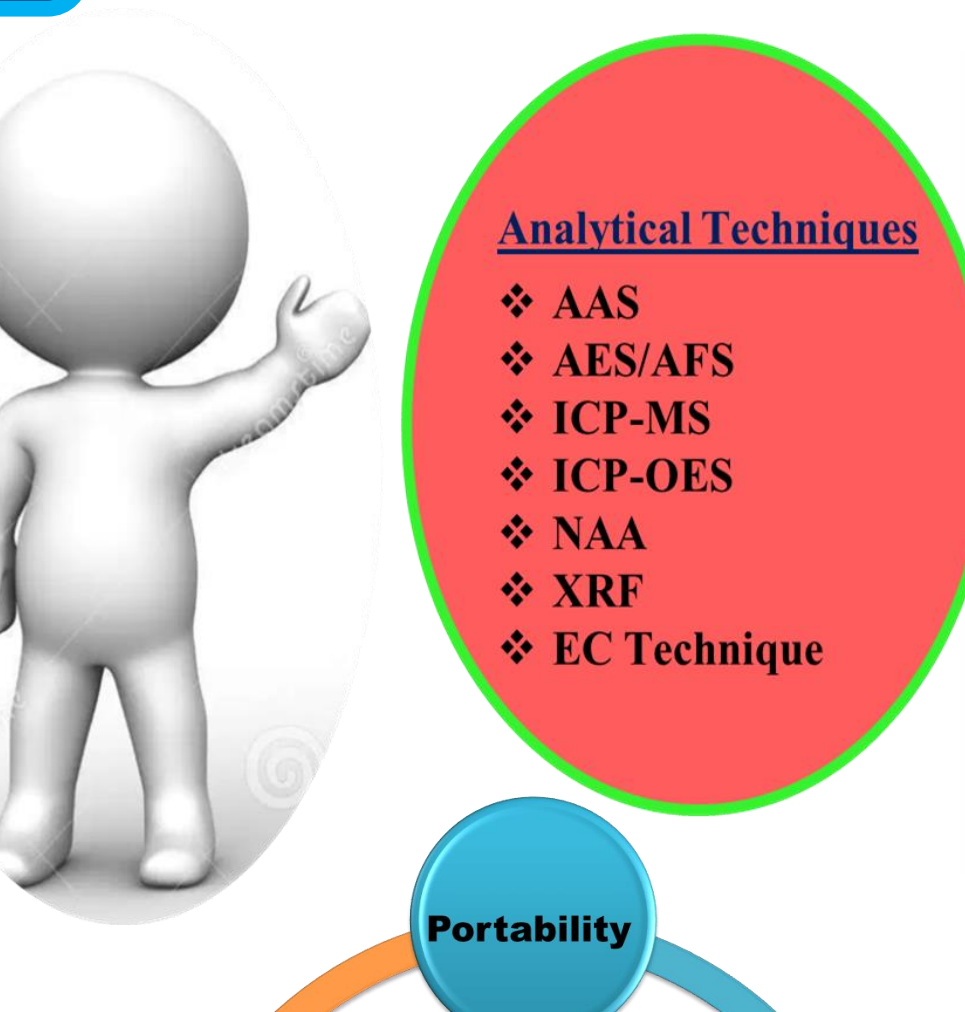 Analytical Techniques
❖ AAS
❖ AES/AFS
❖ ICP-MS
❖ ICP-OES
❖ NAA
❖ XRF
❖ EC Technique
Portability